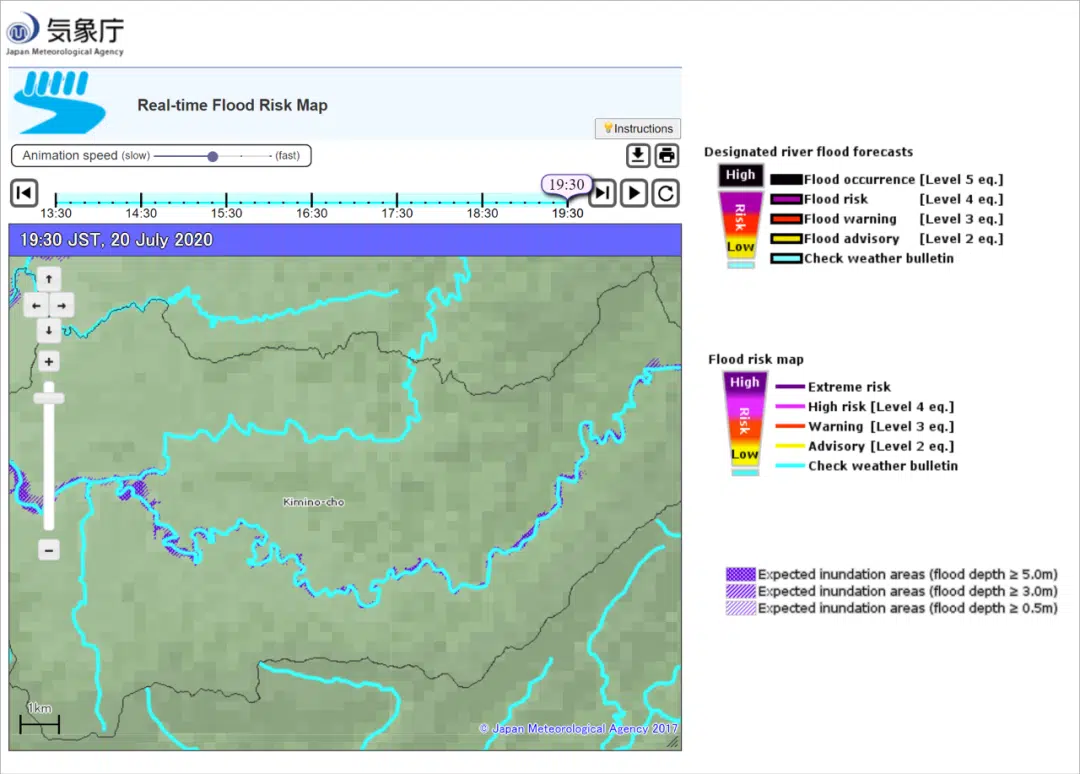 気象庁
Japan Meteorological Agency
Real-time Flood Risk Map
Instructions
Animation speed (slow) (fast)
19:30
13:30 14:30 15:30 16:30 17:30 18:30 19:30
19:30 JST, 20 July 2020
Kimino-cho
1km
© Japan Meteorological Agency 2017
Designated river flood forecasts
High
Risk
Low
Flood occurrence [Level 5 eq.]
Flood risk [Level 4 eq.]
Flood warning [Level 3 eq.]
Flood advisory [Level 2 eq.]
Check weather bulletin
Flood risk map
High
Risk
Low
Extreme risk
High risk [Level 4 eq.]
Warning [Level 3 eq.]
Advisory [Level 2 eq.]
Check weather bulletin
Expected inundation areas (flood depth ≥ 5.0m)
Expected inundation areas (flood depth ≥ 3.0m)
Expected inundation areas (flood depth ≥ 0.5m)